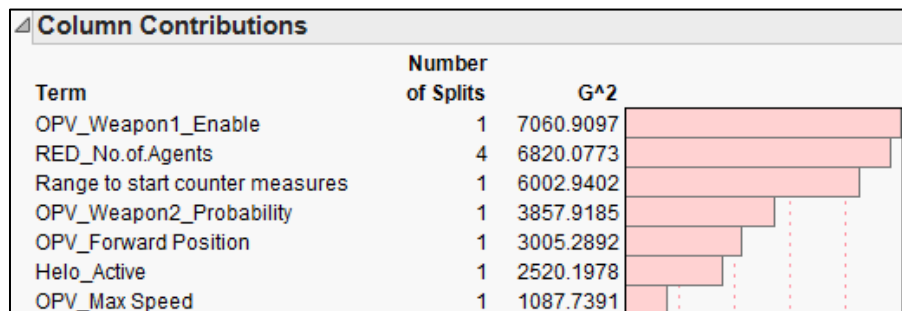 Column Contributions
Number
Term of Splits G^2
OPV_Weapon1_Enable 1 7060.9097
RED_No.of.Agents 4 6820.0773
Range to start counter measures 1 6002.9402
OPV_Weapon2_Probability 1 3857.9185
OPV_Forward Position 1 3005.2892
Helo_Active 1 2520.1978
OPV_Max Speed 1 1087.7391